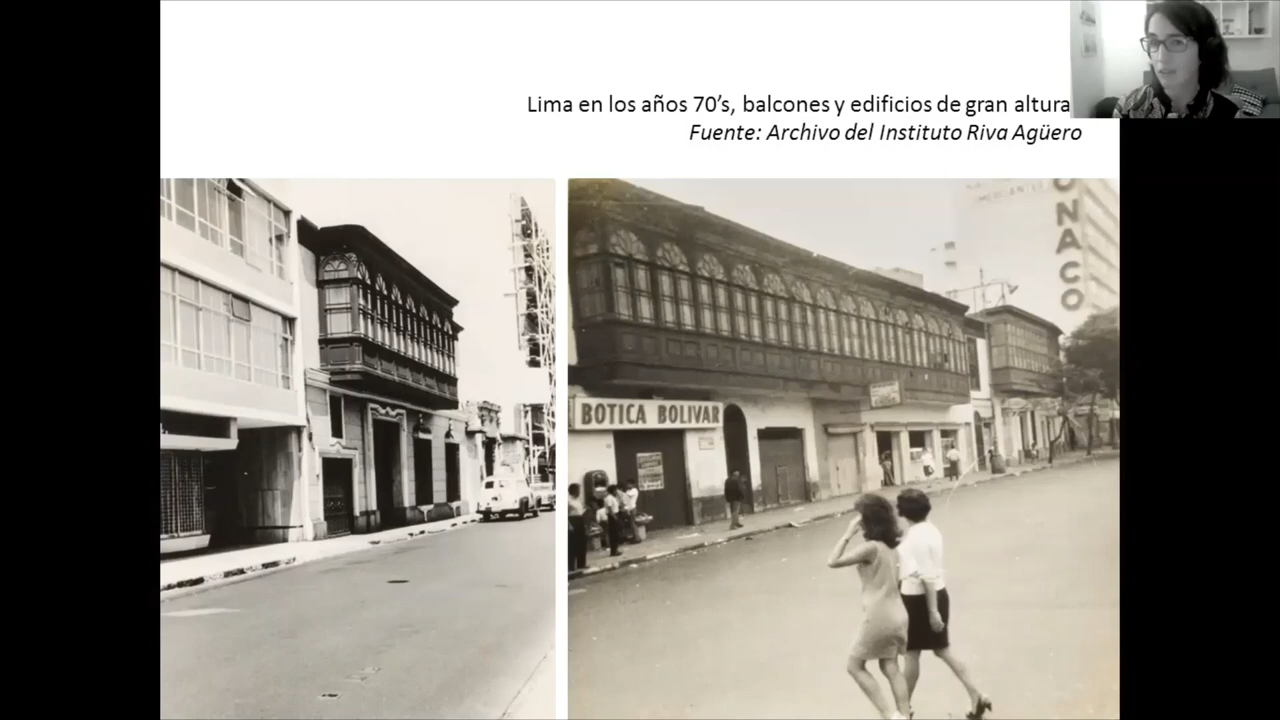 Lima en los años 70’s, balcones y edificios de gran altura
Fuente: Archivo del Instituto Riva Agüero
ONACO
BOTICA BOLIVAR